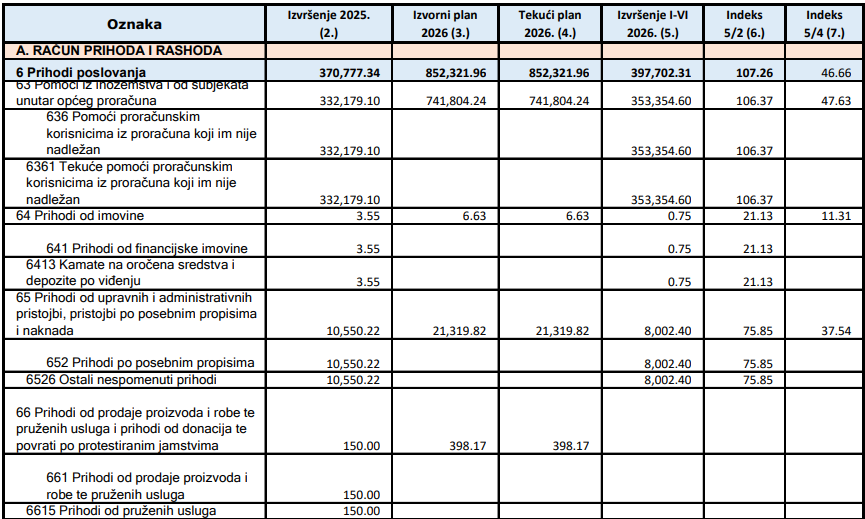 Oznaka Izvršenje 2025. (2.) Izvorni plan 2026 (3.) Tekući plan 2026. (4.) Izvršenje I-VI 2026. (5.) Indeks 5/2 (6.) Indeks 5/4 (7.)
A. RAČUN PRIHODA I RASHODA
6 Prihodi poslovanja 370,777.34 852,321.96 852,321.96 397,702.31 107.26 46.66
63 Pomoći iz inozemstva i od subjekata
unutar općeg proračuna 332,179.10 741,804.24 741,804.24 353,354.60 106.37 47.63
636 Pomoći proračunskim
korisnicima iz proračuna koji im nije
nadležan 332,179.10 353,354.60 106.37
6361 Tekuće pomoći proračunskim
korisnicima iz proračuna koji im nije
nadležan 332,179.10 353,354.60 106.37
64 Prihodi od imovine 3.55 6.63 6.63 0.75 21.13 11.31
641 Prihodi od financijske imovine 3.55 0.75 21.13
6413 Kamate na oročena sredstva i
depozite po viđenju 3.55 0.75 21.13
65 Prihodi od upravnih i administrativnih
pristojbi, pristojbi po posebnim propisima
i naknada 10,550.22 21,319.82 21,319.82 8,002.40 75.85 37.54
652 Prihodi po posebnim propisima 10,550.22 8,002.40 75.85
6526 Ostali nespomenuti prihodi 10,550.22 8,002.40 75.85
66 Prihodi od prodaje proizvoda i robe te
pruženih usluga i prihodi od donacija te
povrati po protestiranim jamstvima 150.00 398.17 398.17
661 Prihodi od prodaje proizvoda i
robe te pruženih usluga 150.00
6615 Prihodi od pruženih usluga 150.00